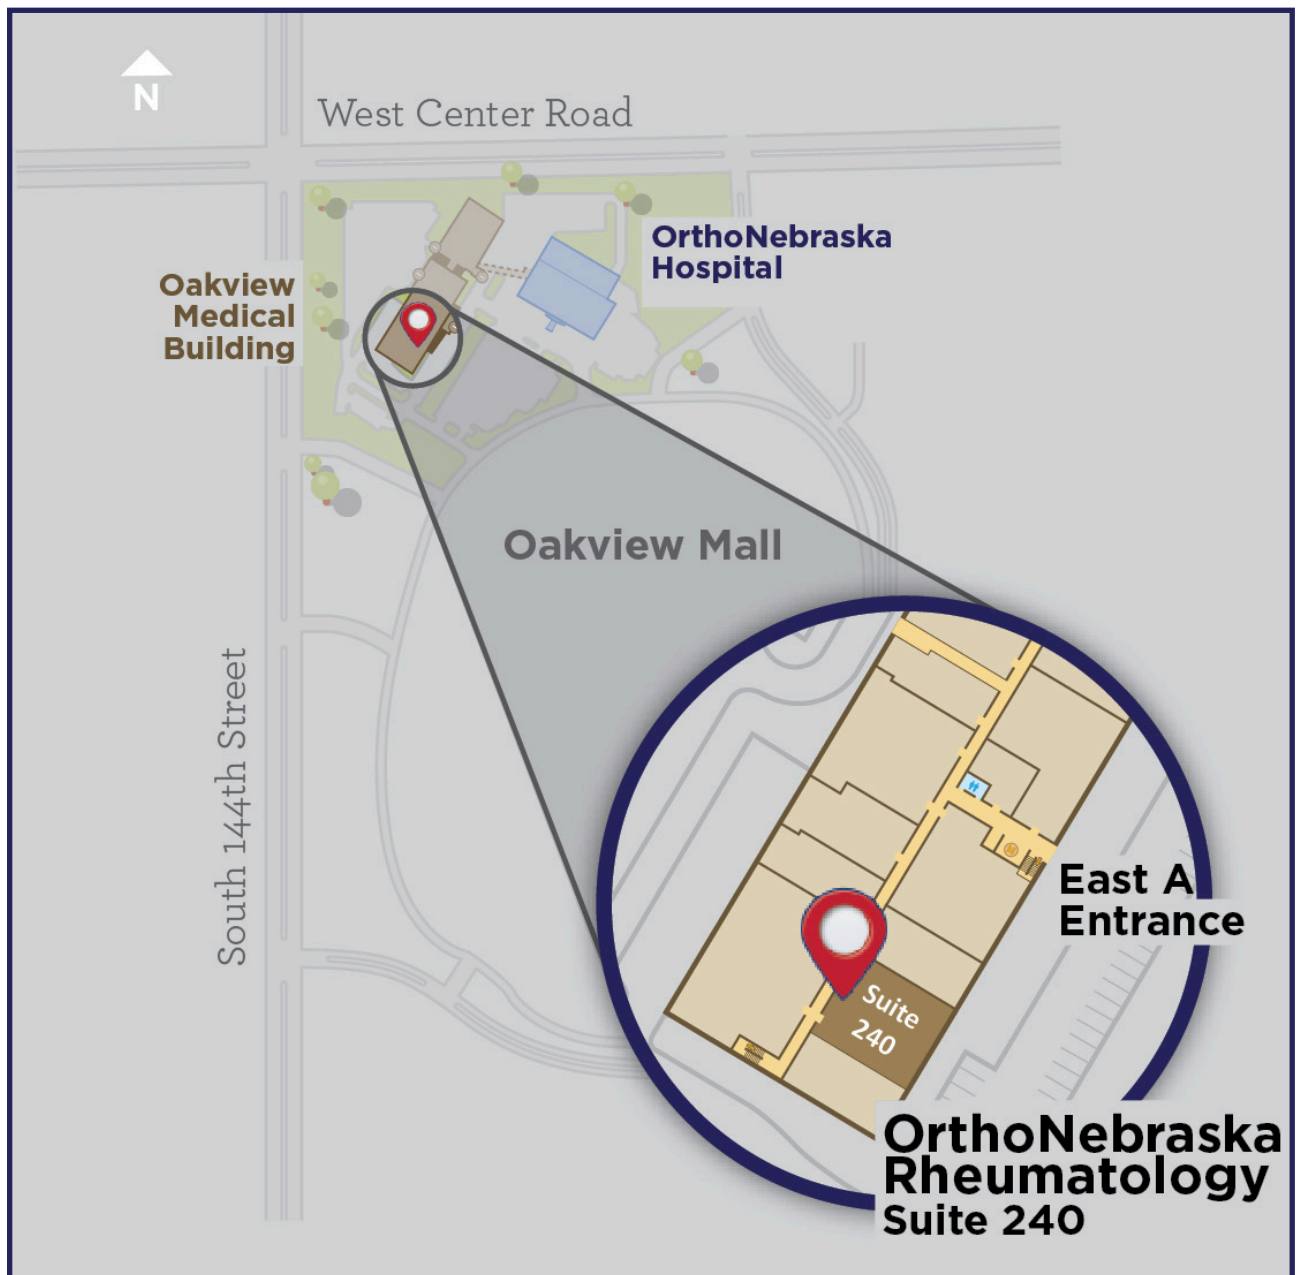 N
West Center Road
OrthoNebraska
Hospital
Oakview
Medical
Building
Oakview Mall
South 144th Street
East A
Entrance
Suite
240
OrthoNebraska
Rheumatology
Suite 240